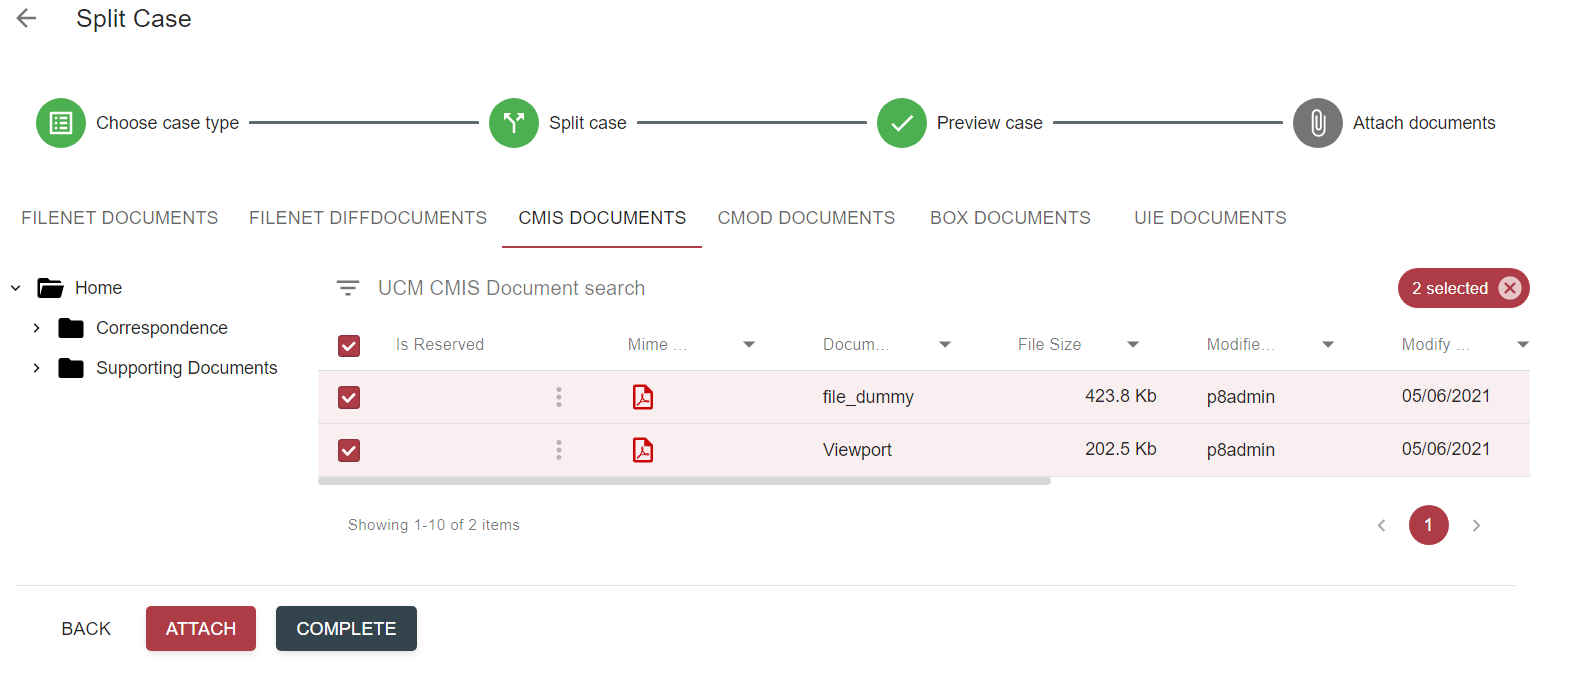 Split Case
Choose case type Split case Preview case Attach documents
FILENET DOCUMENTS FILENET DIFFDOCUMENTS CMIS DOCUMENTS CMOD DOCUMENTS BOX DOCUMENTS UIE DOCUMENTS
Home
Correspondence
Supporting Documents
UCM CMIS Document search
2 selected
Is Reserved Mime ... Docum... File Size Modifie... Modify ...
file_dummy 423.8 Kb p8admin 05/06/2021
Viewport 202.5 Kb p8admin 05/06/2021
Showing 1-10 of 2 items
1
BACK ATTACH COMPLETE